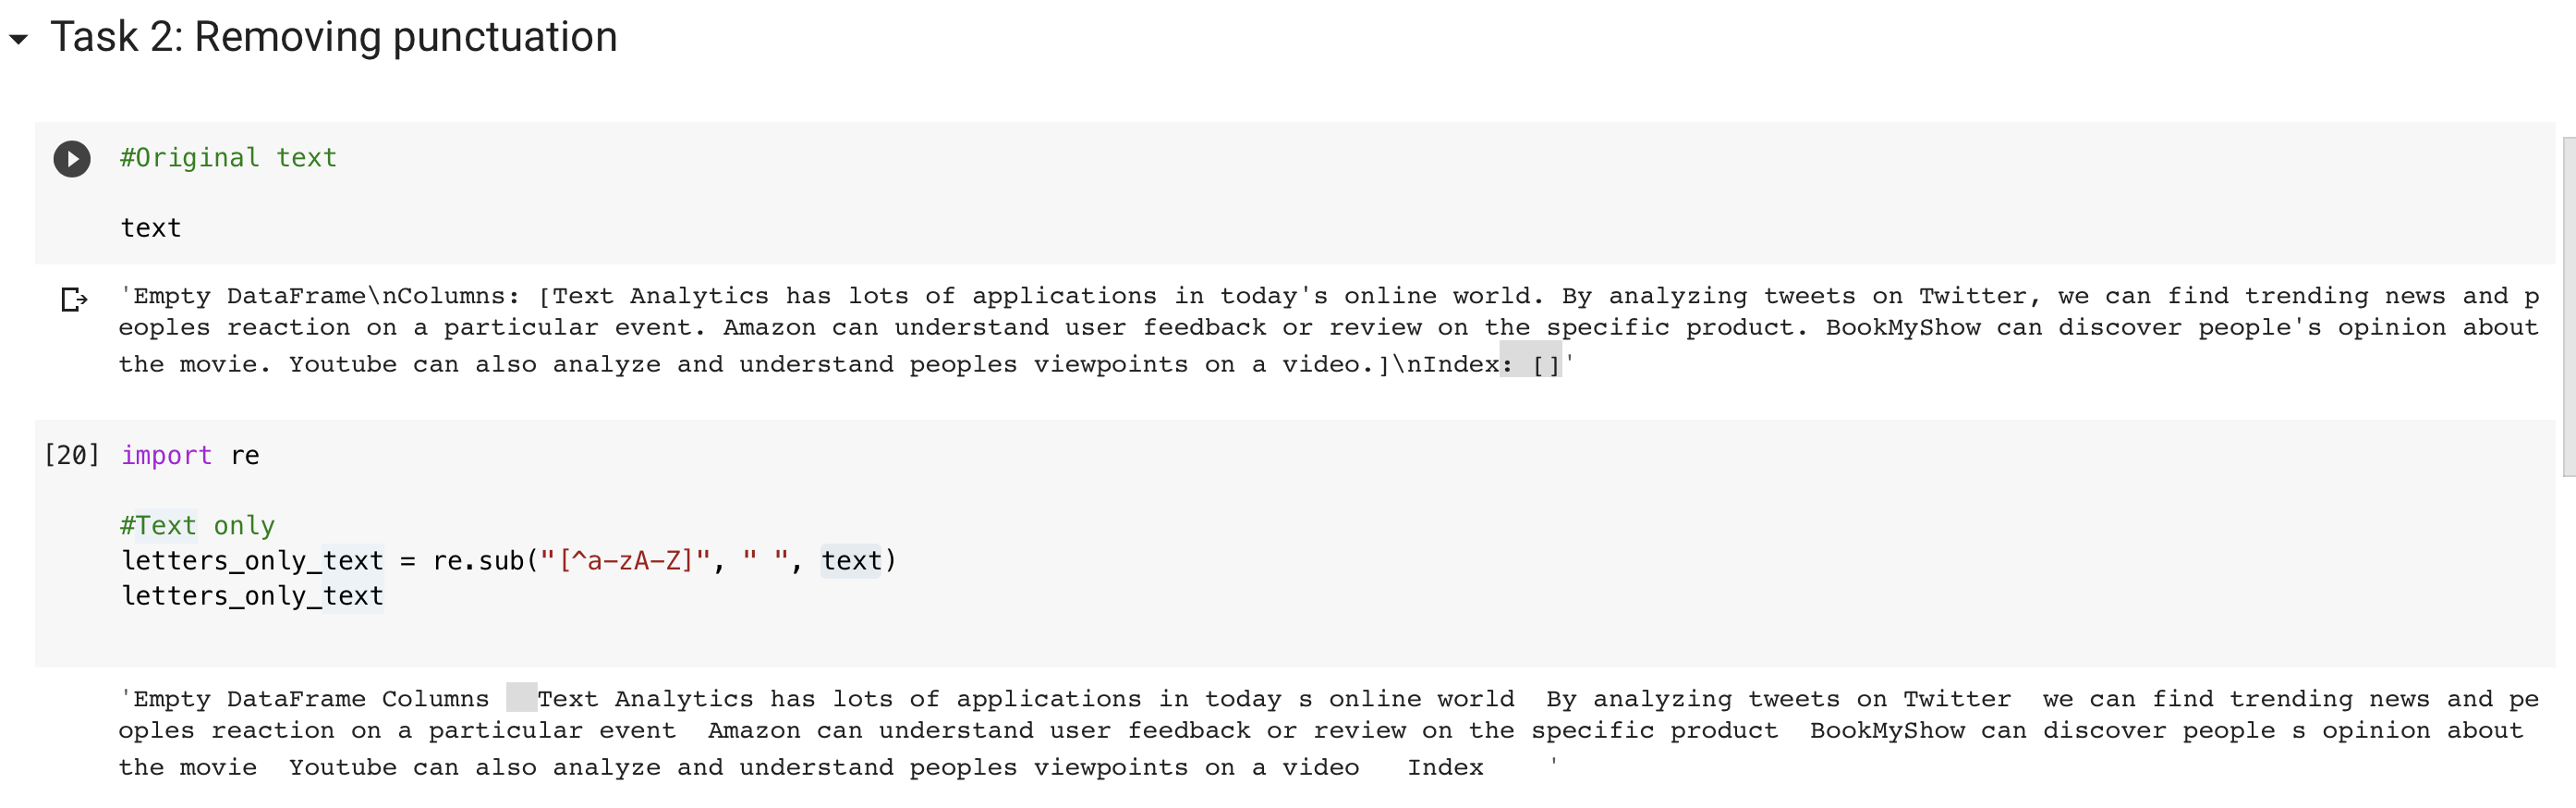 Task 2: Removing punctuation
#Original text
text
'Empty DataFrame\nColumns: [Text Analytics has lots of applications in today's online world. By analyzing tweets on Twitter, we can find trending news and p
eoples reaction on a particular event. Amazon can understand user feedback or review on the specific product. BookMyShow can discover people's opinion about
the movie. Youtube can also analyze and understand peoples viewpoints on a video.]\nIndex: []'
[20] import re
#Text only
letters_only_text = re.sub("[^a-zA-Z]", " ", text)
letters_only_text
'Empty DataFrame Columns   Text Analytics has lots of applications in today s online world  By analyzing tweets on Twitter  we can find trending news and pe
oples reaction on a particular event  Amazon can understand user feedback or review on the specific product  BookMyShow can discover people s opinion about
the movie  Youtube can also analyze and understand peoples viewpoints on a video   Index    '